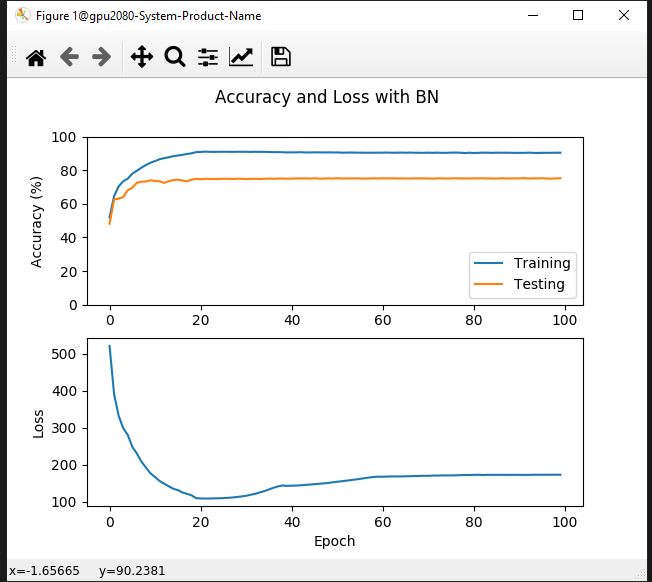 Figure 1@gpu2080-System-Product-Name
Accuracy and Loss with BN
100
80
60
40
20
0
Accuracy (%)
Training
Testing
0 20 40 60 80 100
500
400
300
200
100
Loss
0 20 40 60 80 100
Epoch
x=-1.65665 y=90.2381